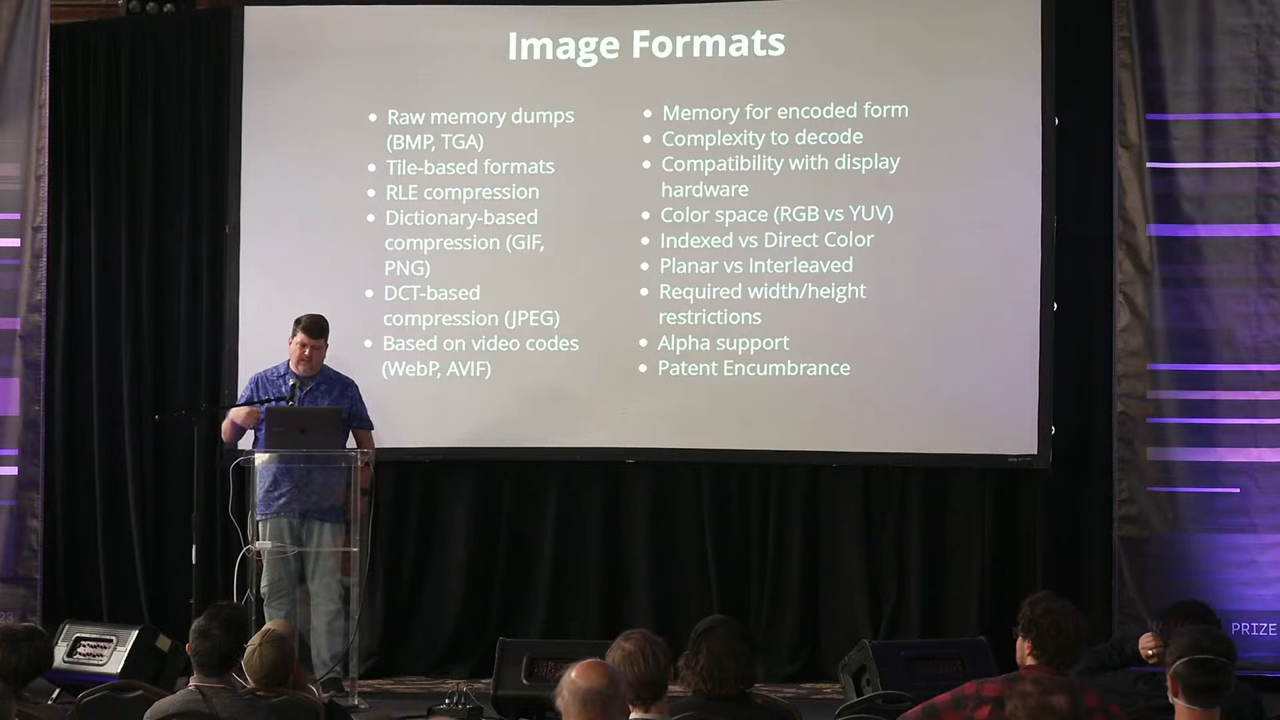 Image Formats
Raw memory dumps
(BMP, TGA)
Tile-based formats
RLE compression
Dictionary-based
compression (GIF,
PNG)
DCT-based
compression (JPEG)
Based on video codes
(WebP, AVIF)
Memory for encoded form
Complexity to decode
Compatibility with display
hardware
Color space (RGB vs YUV)
Indexed vs Direct Color
Planar vs Interleaved
Required width/height
restrictions
Alpha support
Patent Encumbrance
23
PRIZE